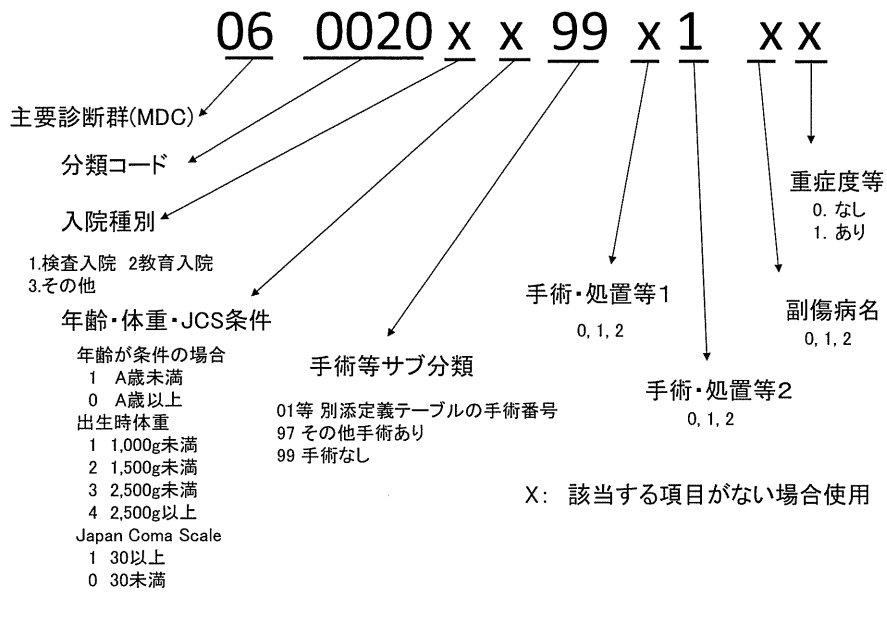 06 0020 x x 99 x 1 x x
主要診断群(MDC)
分類コード
入院種別
1.検査入院 2教育入院
3.その他
年齢・体重・JCS条件
年齢が条件の場合
1 A歳未満
0 A歳以上
出生時体重
1 1,000g未満
2 1,500g未満
3 2,500g未満
4 2,500g以上
Japan Coma Scale
1 30以上
0 30未満
手術等サブ分類
01等 別添定義テーブルの手術番号
97 その他手術あり
99 手術なし
手術・処置等1
0, 1, 2
手術・処置等2
0, 1, 2
副傷病名
0, 1, 2
重症度等
0. なし
1. あり
X: 該当する項目がない場合使用